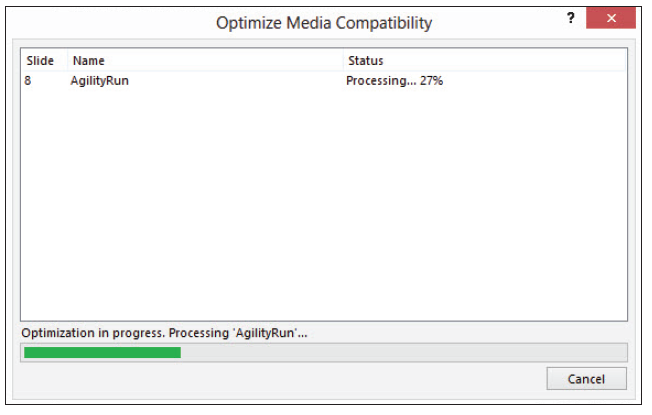 Optimize Media Compatibility ? ×
Slide Name Status
8 AgilityRun Processing... 27%
Optimization in progress. Processing 'AgilityRun'...
Cancel